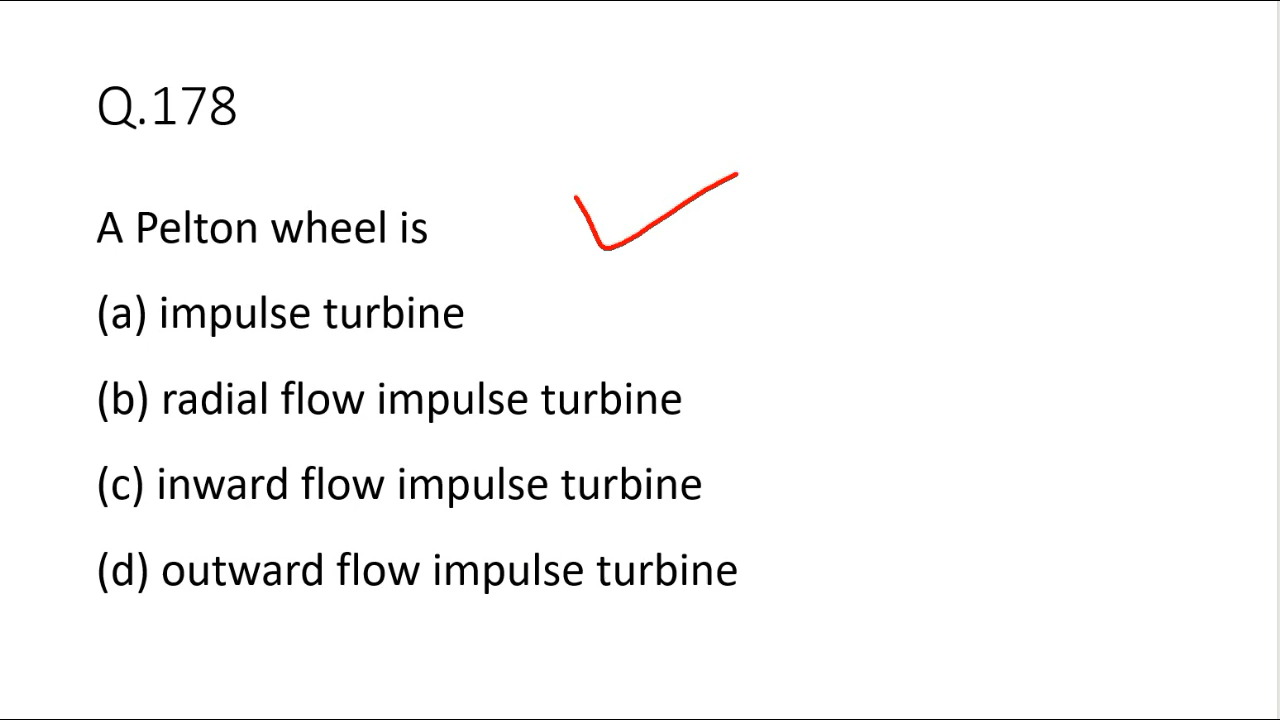 Q.178
A Pelton wheel is
(a) impulse turbine
(b) radial flow impulse turbine
(c) inward flow impulse turbine
(d) outward flow impulse turbine